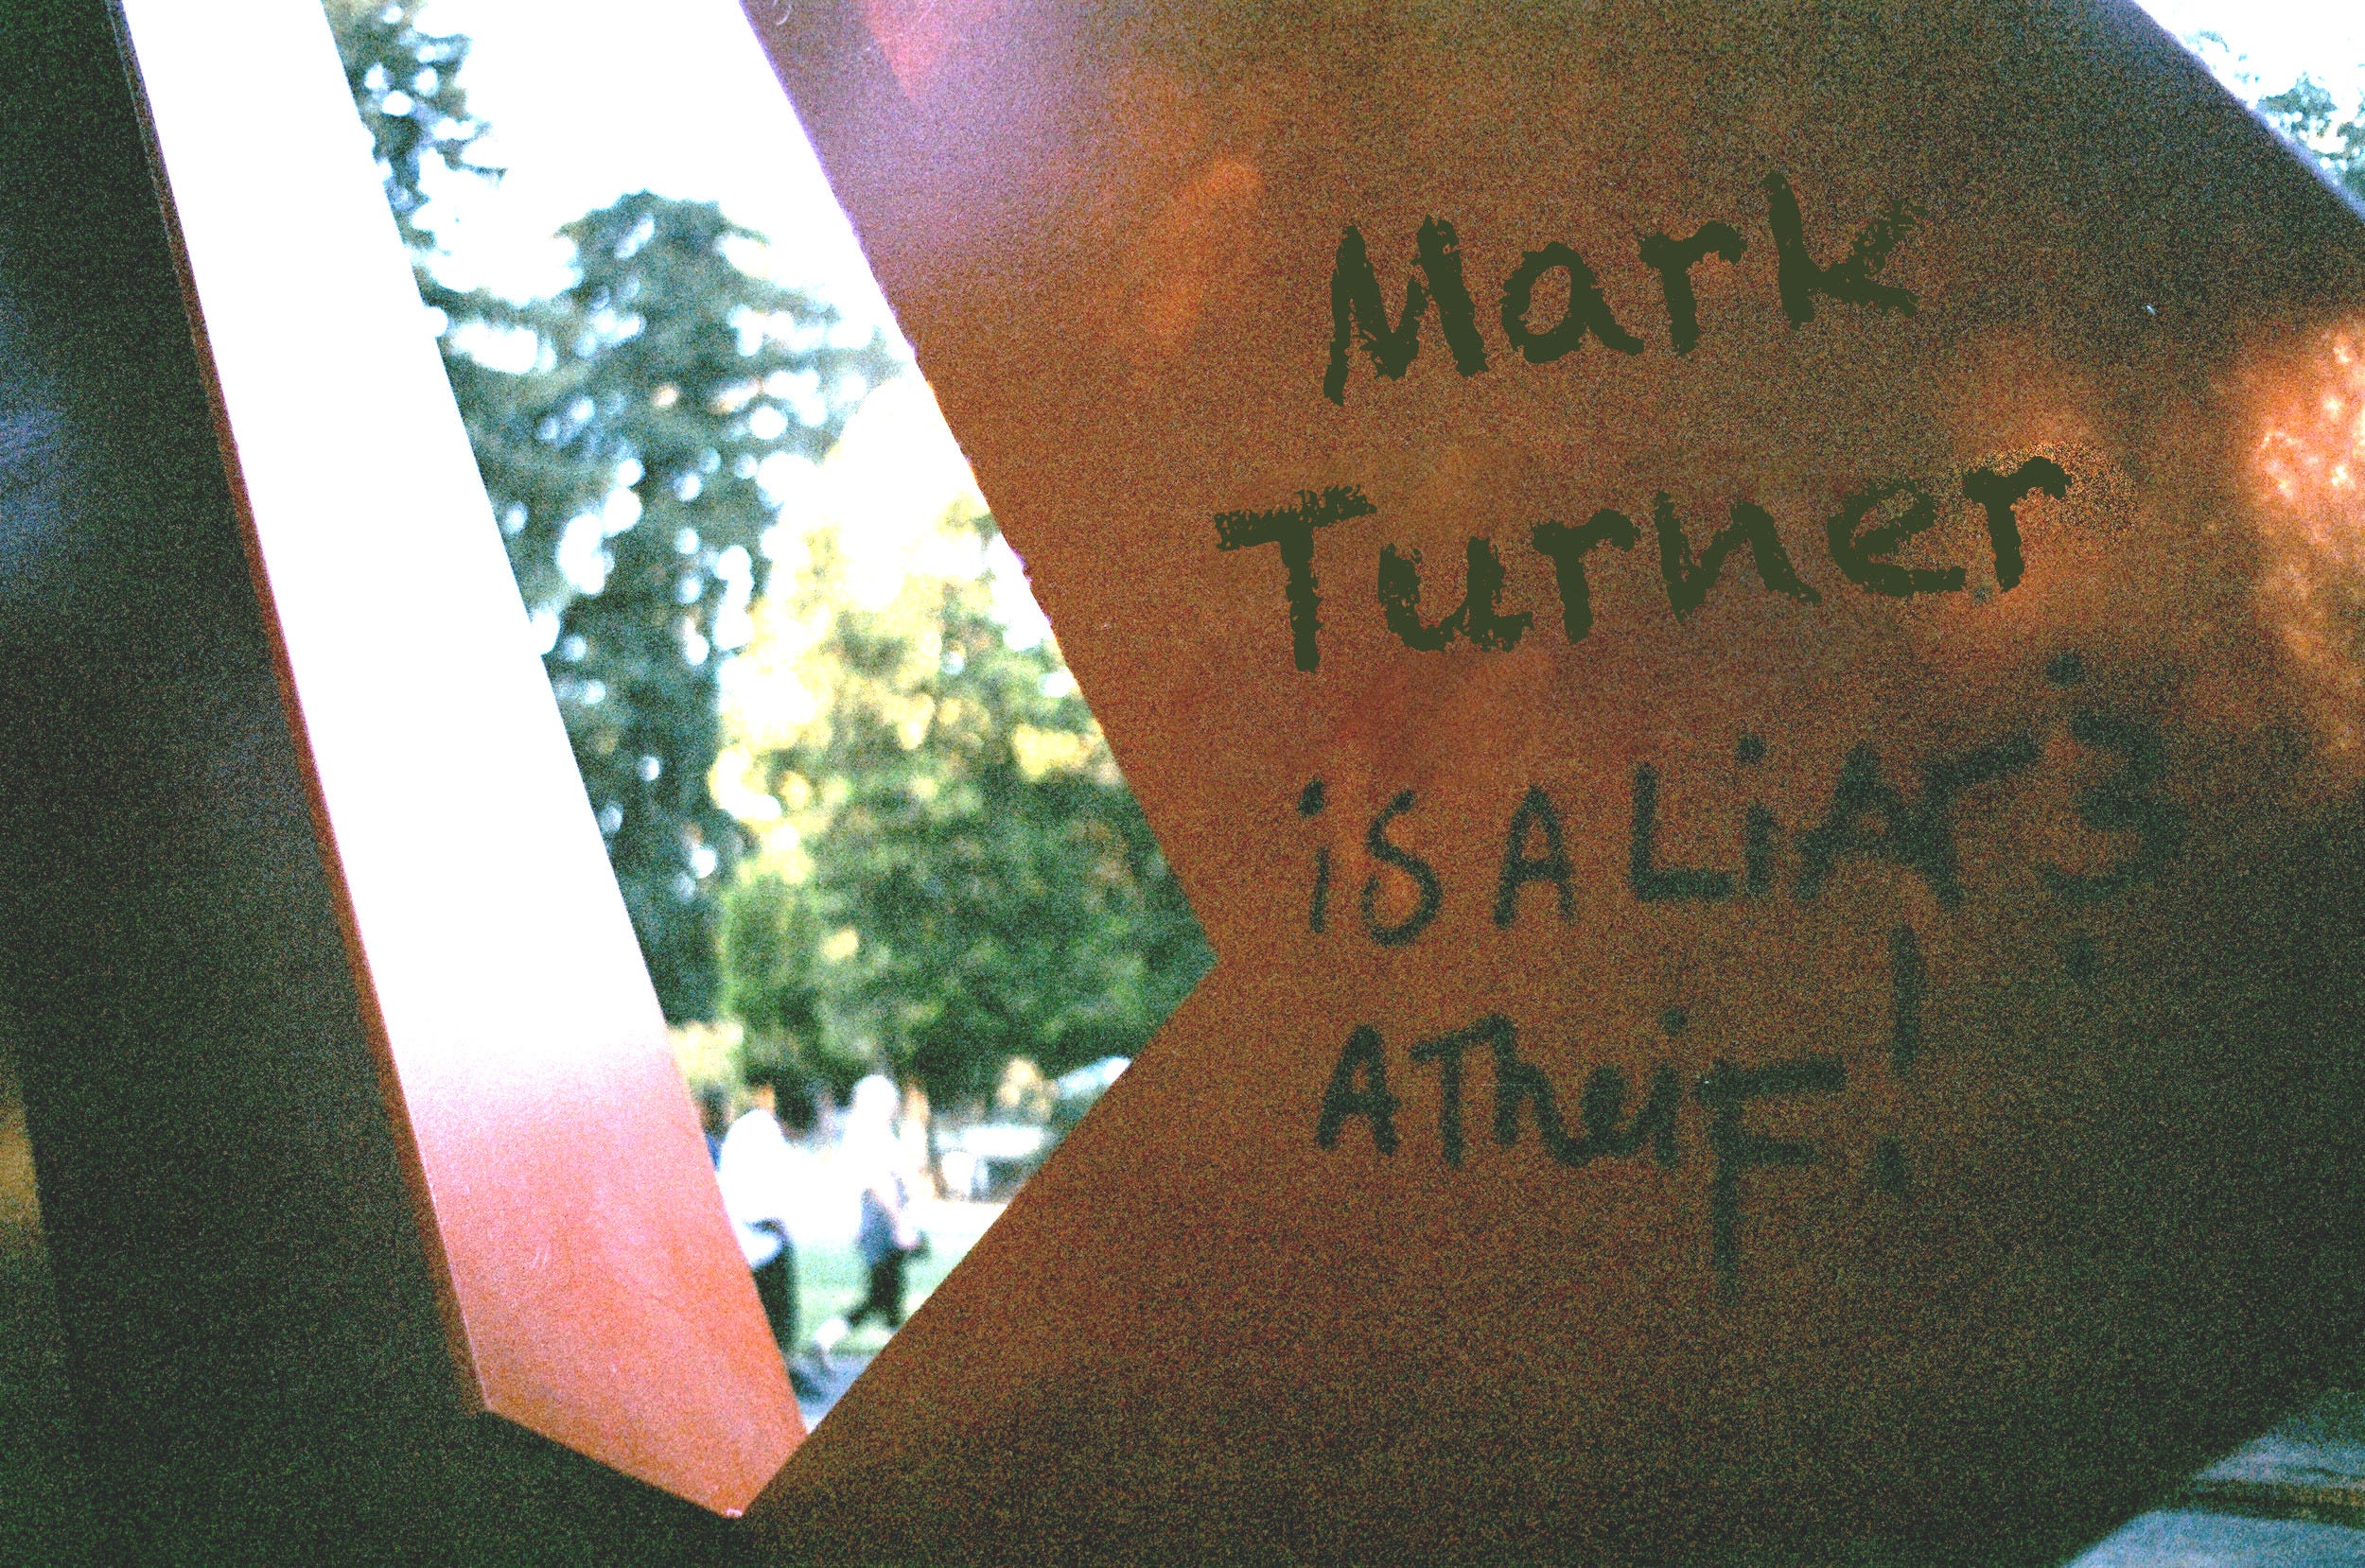 Mark
Turner
iS A LiAr &
A TheiF!